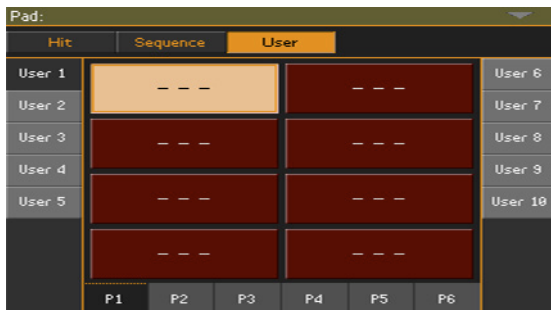 Pad:
Hit Sequence User
User 1 - - - - - - User 6
User 2 User 7
User 3 - - - - - - User 8
User 4 - - - - - - User 9
User 5 User 10
- - - - - -
P1 P2 P3 P4 P5 P6